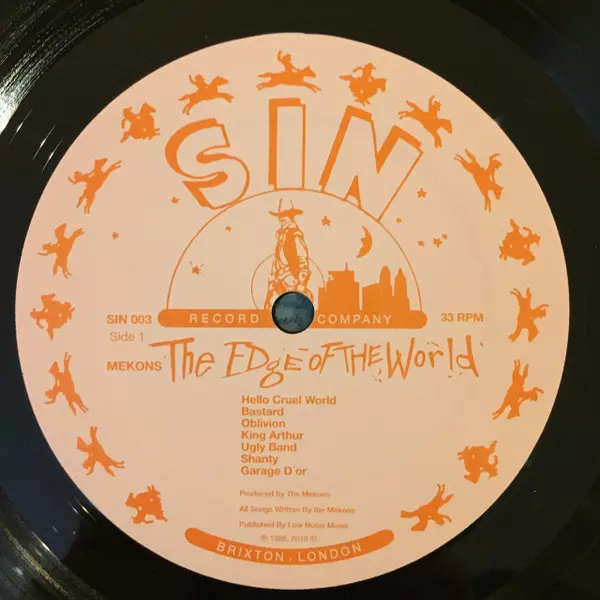 SIN
RECORD COMPANY
SIN 003
33 RPM
Side 1
MEKONS The EDgE OF THE World
Hello Cruel World
Bastard
Oblivion
King Arthur
Ugly Band
Shanty
Garage D´or
Produced by The Mekons
All Songs Written By the Mekons
Published By Low Noise Music
℗ 1986, 2018 ©
BRIXTON, LONDON